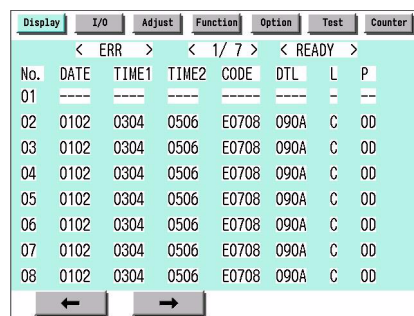 Display I/O Adjust Function Option Test Counter
< ERR > < 1/ 7 > < READY >
No. DATE TIME1 TIME2 CODE DTL L P
01 ---- ---- ---- ----- ---- - --
02 0102 0304 0506 E0708 090A C 0D
03 0102 0304 0506 E0708 090A C 0D
04 0102 0304 0506 E0708 090A C 0D
05 0102 0304 0506 E0708 090A C 0D
06 0102 0304 0506 E0708 090A C 0D
07 0102 0304 0506 E0708 090A C 0D
08 0102 0304 0506 E0708 090A C 0D
← →